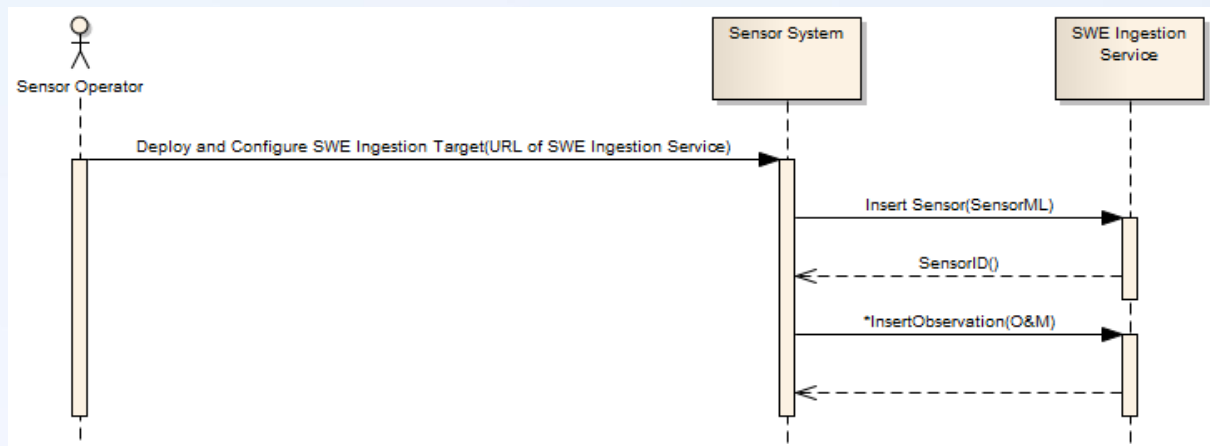 Sensor Operator
Sensor System
SWE Ingestion
Service
Deploy and Configure SWE Ingestion Target(URL of SWE Ingestion Service)
Insert Sensor(SensorML)
SensorID()
*InsertObservation(O&M)